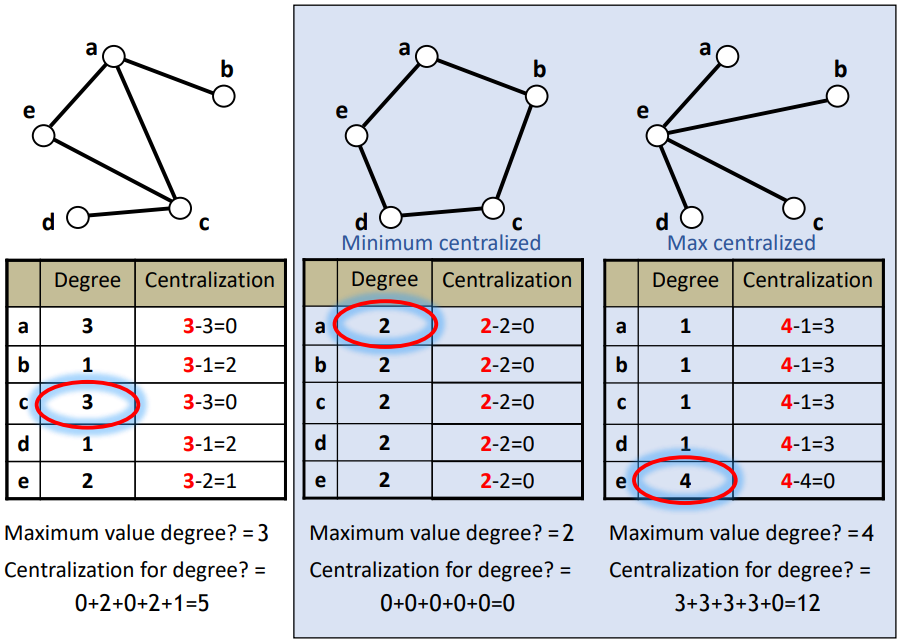 a
b
e
d
c
Degree Centralization
a 3 3-3=0
b 1 3-1=2
c 3 3-3=0
d 1 3-1=2
e 2 3-2=1
Maximum value degree? =3
Centralization for degree? =
0+2+0+2+1=5
a
b
e
d
c
Minimum centralized
Degree Centralization
a 2 2-2=0
b 2 2-2=0
c 2 2-2=0
d 2 2-2=0
e 2 2-2=0
Maximum value degree? =2
Centralization for degree? =
0+0+0+0+0=0
a
b
e
d
c
Max centralized
Degree Centralization
a 1 4-1=3
b 1 4-1=3
c 1 4-1=3
d 1 4-1=3
e 4 4-4=0
Maximum value degree? =4
Centralization for degree? =
3+3+3+3+0=12